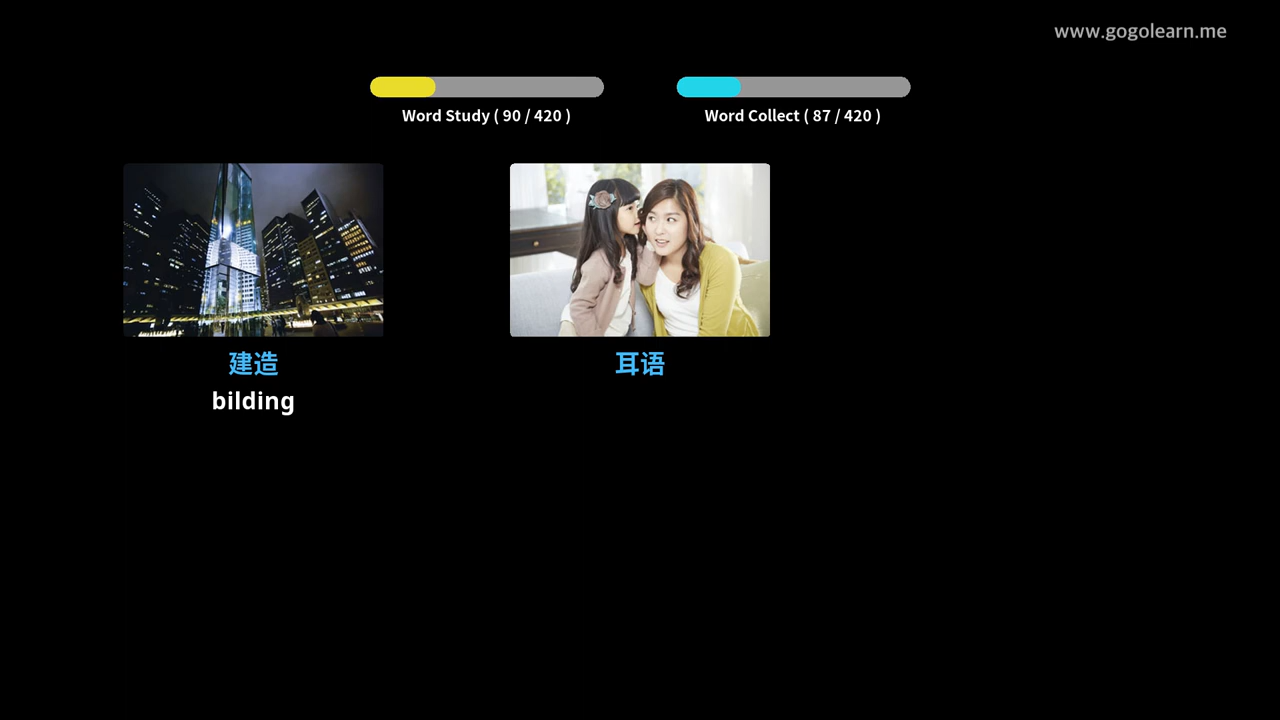 www.gogolearn.me
Word Study ( 90 / 420 )
Word Collect ( 87 / 420 )
建造
bilding
耳语